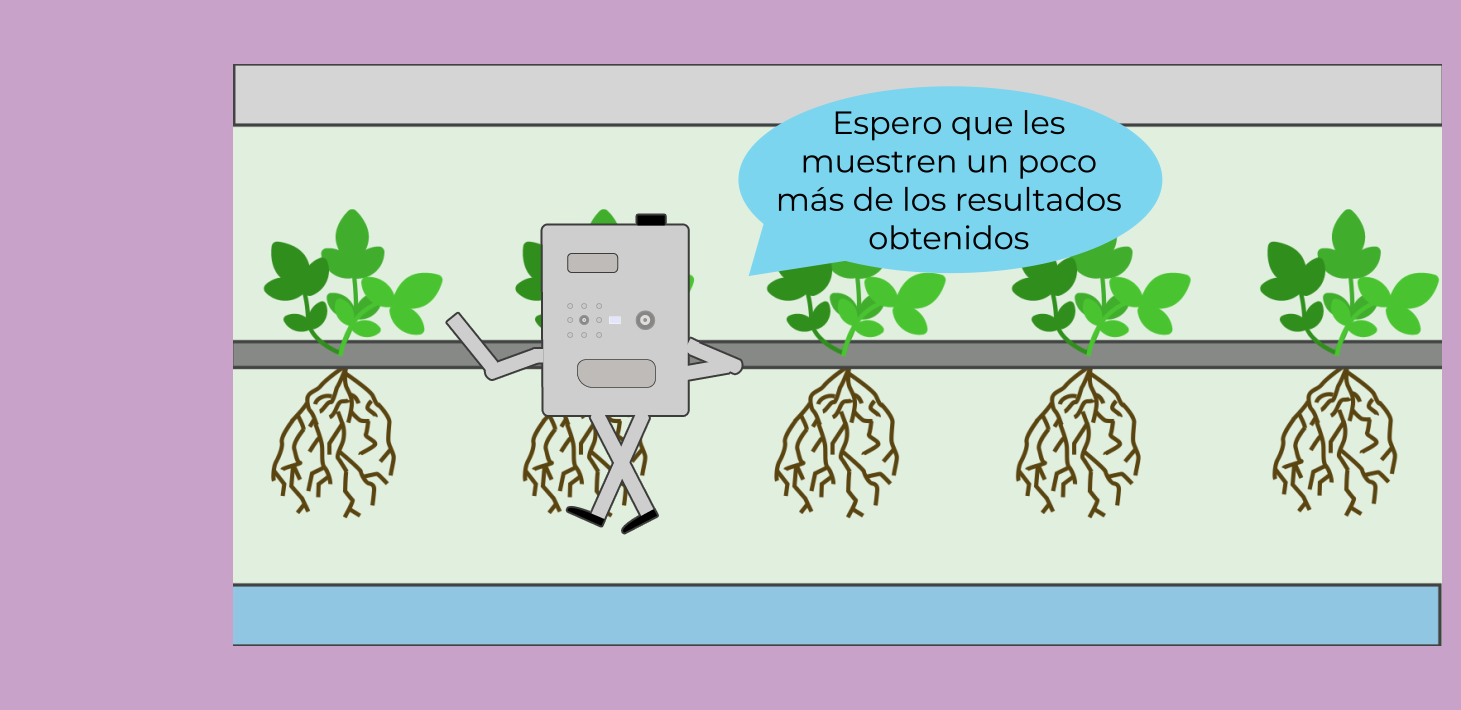 Espero que les
muestren un poco
más de los resultados
obtenidos